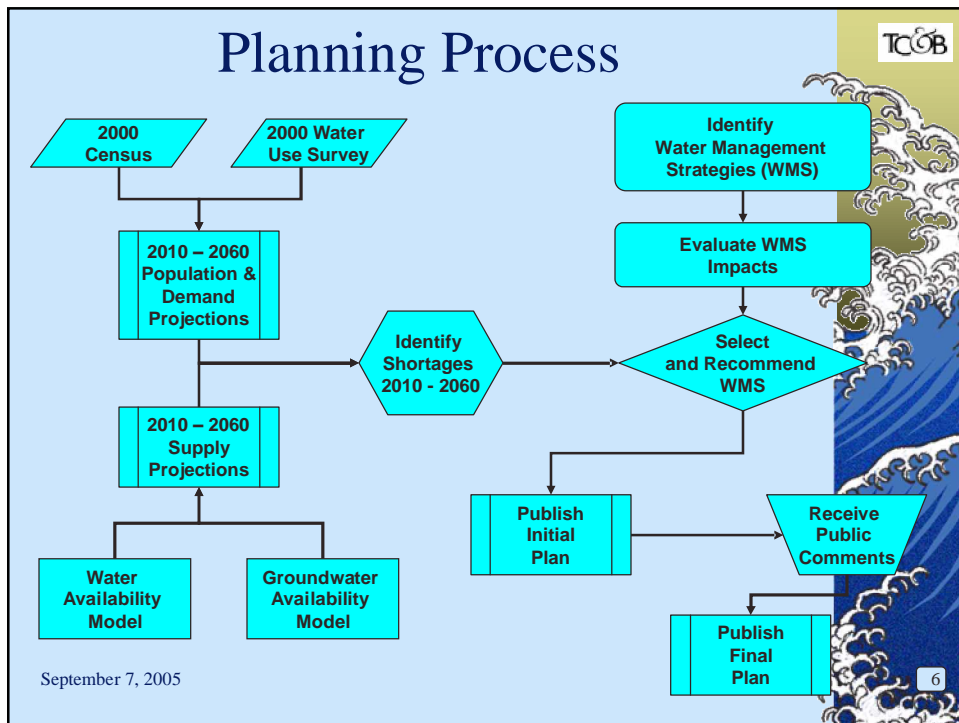 Planning Process
TC&B
2000
Census
2000 Water
Use Survey
2010 – 2060
Population &
Demand
Projections
2010 – 2060
Supply
Projections
Water
Availability
Model
Groundwater
Availability
Model
Identify
Shortages
2010 - 2060
Identify
Water Management
Strategies (WMS)
Evaluate WMS
Impacts
Select
and Recommend
WMS
Publish
Initial
Plan
Receive
Public
Comments
Publish
Final
Plan
September 7, 2005
6